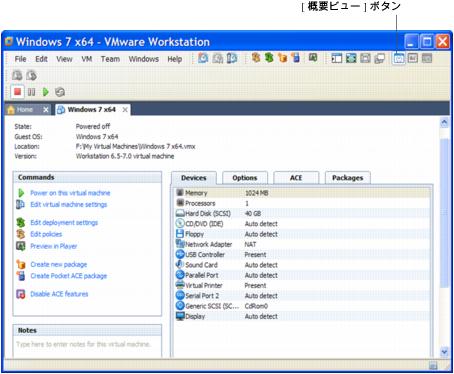 [ 概要ビュー ] ボタン
Windows 7 x64 - VMware Workstation
File Edit View VM Team Windows Help
Home Windows 7 x64
State: Powered off
Guest OS: Windows 7 x64
Location: F:\My Virtual Machines\Windows 7 x64.vmx
Version: Workstation 6.5-7.0 virtual machine
Commands
Power on this virtual machine
Edit virtual machine settings
Edit deployment settings
Edit policies
Preview in Player
Create new package
Create Pocket ACE package
Disable ACE features
Notes
Type here to enter notes for this virtual machine.
Devices Options ACE Packages
Memory 1024 MB
Processors 1
Hard Disk (SCSI) 40 GB
CD/DVD (IDE) Auto detect
Floppy Auto detect
Network Adapter NAT
USB Controller Present
Sound Card Auto detect
Parallel Port Auto detect
Virtual Printer Present
Serial Port 2 Auto detect
Generic SCSI (SC... CdRom0
Display Auto detect